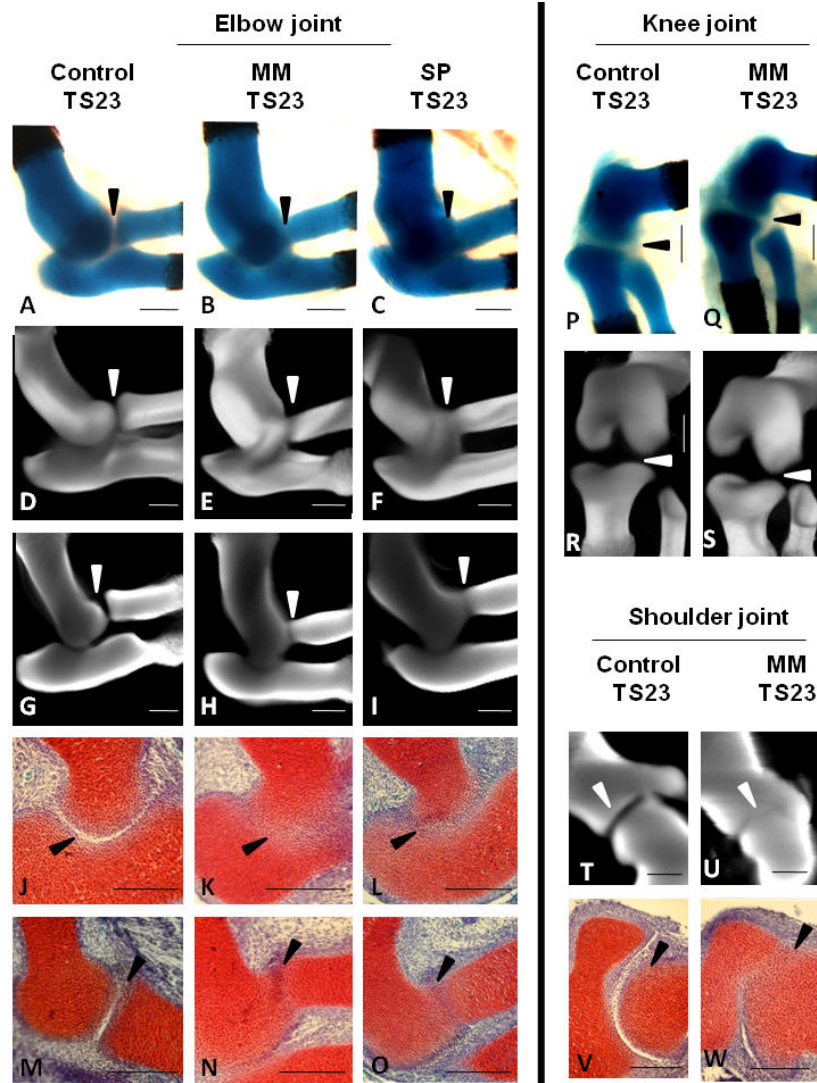 Elbow joint
Control
TS23
MM
TS23
SP
TS23
A
B
C
D
E
F
G
H
I
J
K
L
M
N
O
Knee joint
Control
TS23
MM
TS23
P
Q
R
S
Shoulder joint
Control
TS23
MM
TS23
T
U
V
W